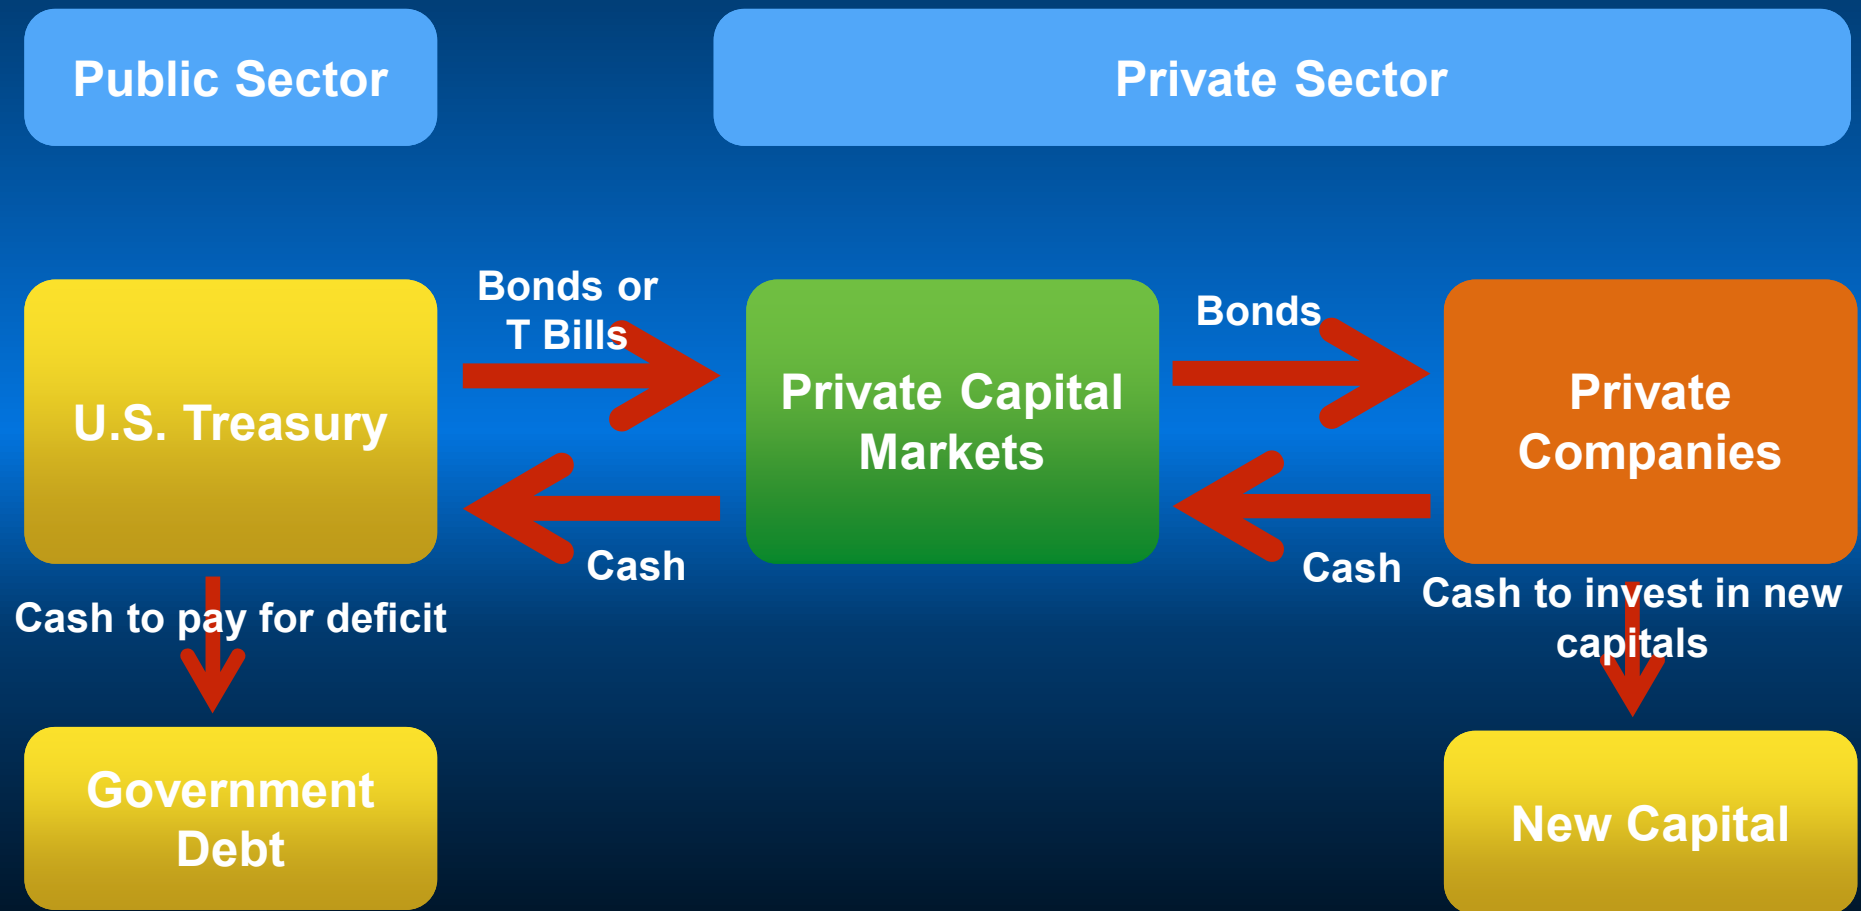 Public Sector
Private Sector
Bonds or
T Bills
Bonds
U.S. Treasury
Private Capital
Markets
Private
Companies
Cash
Cash
Cash to pay for deficit
Cash to invest in new
capitals
Government
Debt
New Capital